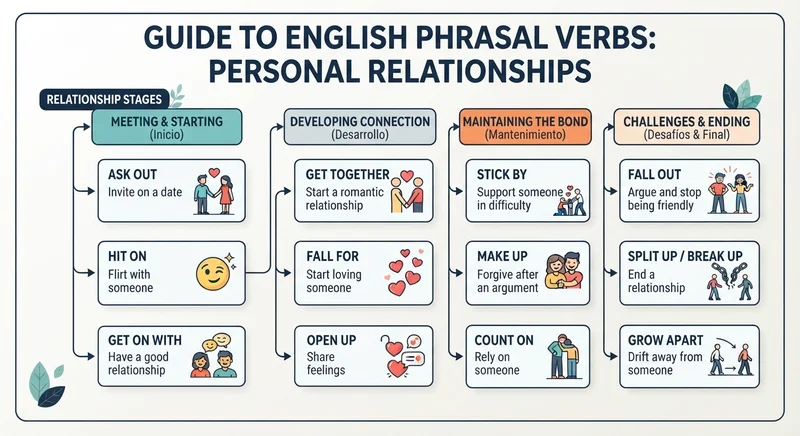 GUIDE TO ENGLISH PHRASAL VERBS:
PERSONAL RELATIONSHIPS
RELATIONSHIP STAGES
MEETING & STARTING
(Inicio)
ASK OUT
Invite on a date
HIT ON
Flirt with
someone
GET ON WITH
Have a good
relationship
DEVELOPING CONNECTION
(Desarrollo)
GET TOGETHER
Start a romantic
relationship
FALL FOR
Start loving
someone
OPEN UP
Share
feelings
MAINTAINING THE BOND
(Mantenimiento)
STICK BY
Support someone
in difficulty
MAKE UP
Forgive after
an argument
COUNT ON
Rely on
someone
CHALLENGES & ENDING
(Desafíos & Final)
FALL OUT
Argue and stop
being friendly
SPLIT UP / BREAK UP
End a
relationship
GROW APART
Drift away from
someone